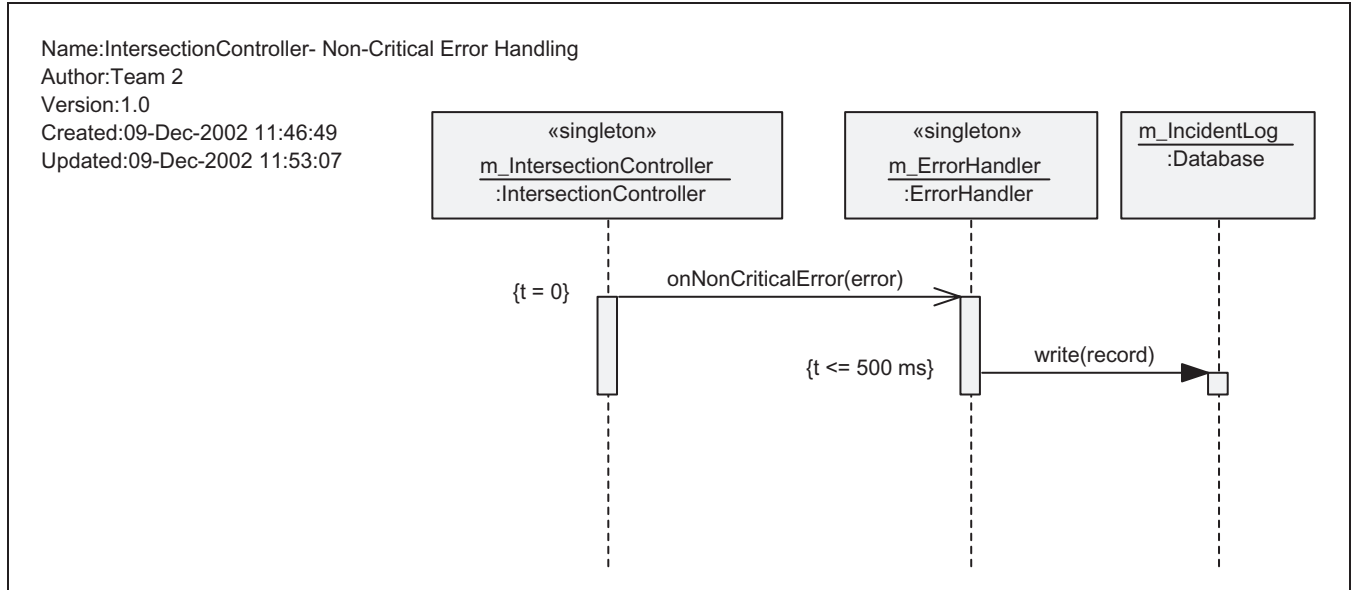 Name:IntersectionController- Non-Critical Error Handling
Author:Team 2
Version:1.0
Created:09-Dec-2002 11:46:49
Updated:09-Dec-2002 11:53:07
«singleton»
m_IntersectionController
:IntersectionController
«singleton»
m_ErrorHandler
:ErrorHandler
m_IncidentLog
:Database
{t = 0}
onNonCriticalError(error)
{t <= 500 ms}
write(record)